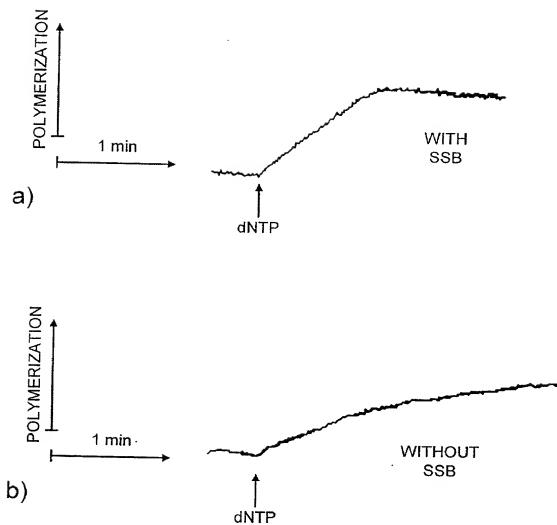 POLYMERIZATION
1 min
WITH
SSB
a)
dNTP
POLYMERIZATION
1 min
WITHOUT
SSB
b)
dNTP